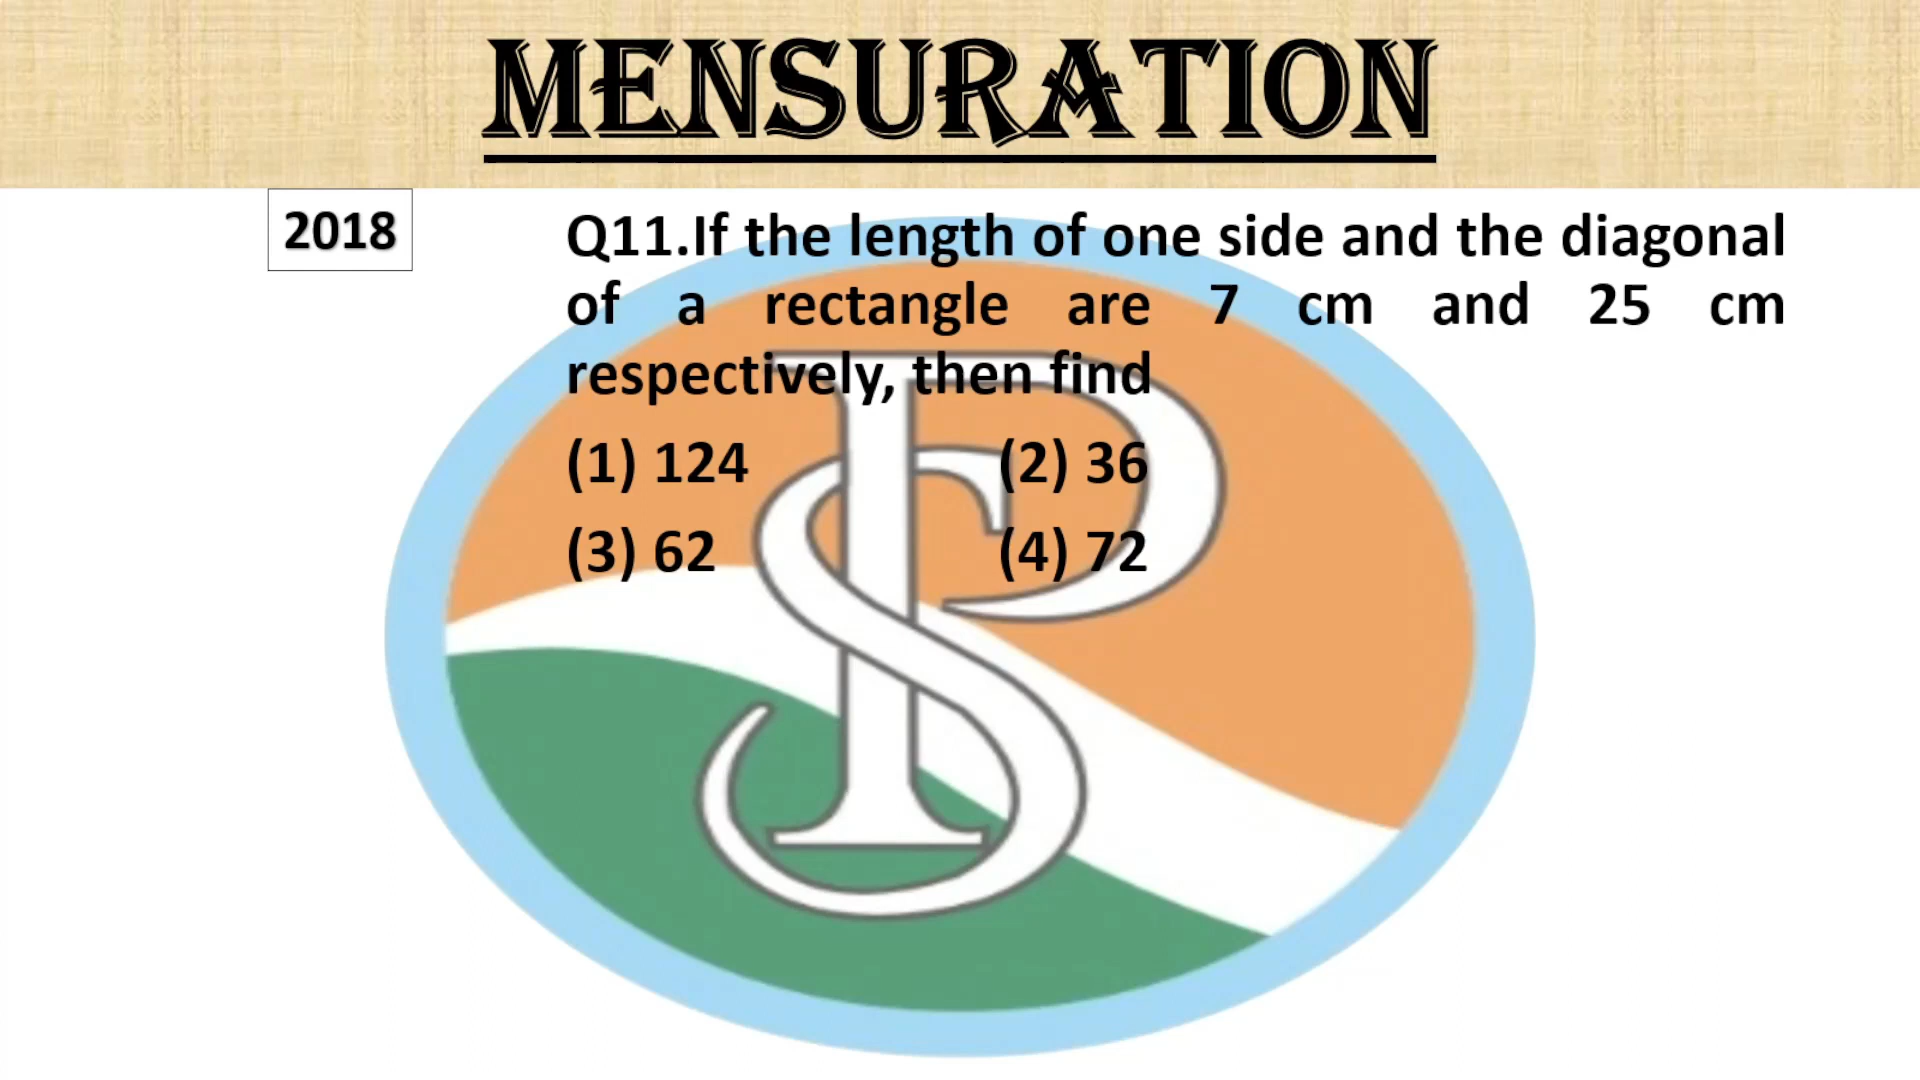 MENSURATION
2018
Q11.If the length of one side and the diagonal
of a rectangle are 7 cm and 25 cm
respectively, then find
(1) 124 (2) 36
(3) 62 (4) 72